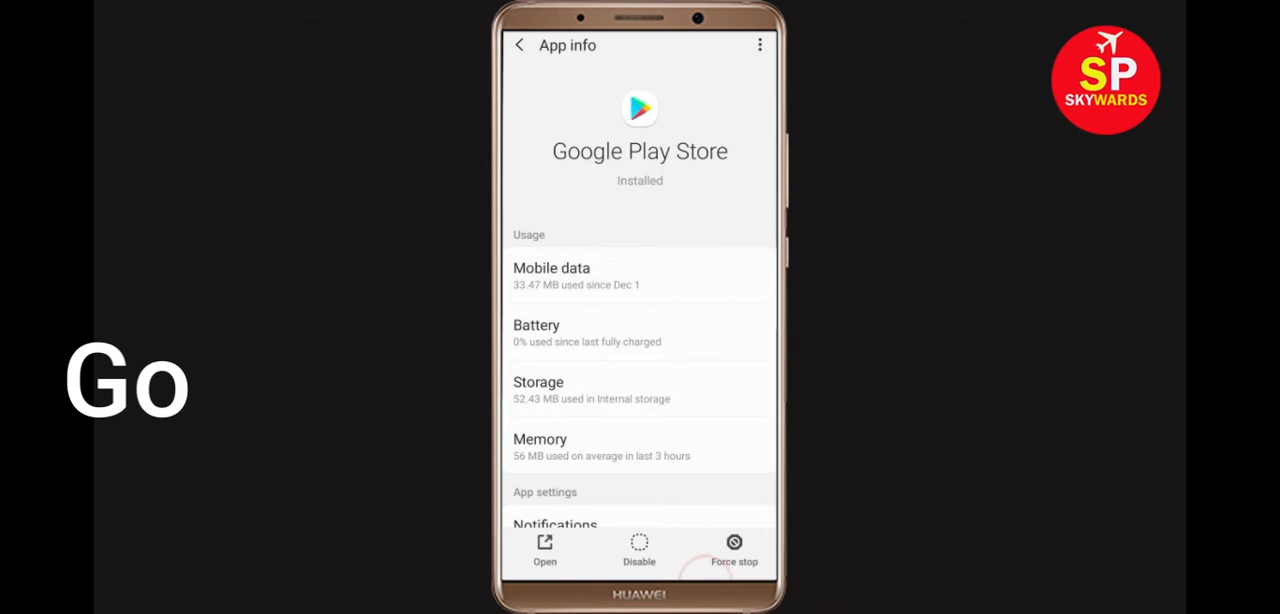 App info
SP
SKYWARDS
Google Play Store
Installed
Usage
Mobile data
33.47 MB used since Dec 1
Battery
0% used since last fully charged
Go
Storage
52.43 MB used in Internal storage
Memory
56 MB used on average in last 3 hours
App settings
Notifications
Open
Disable
Force stop
HUAWEI